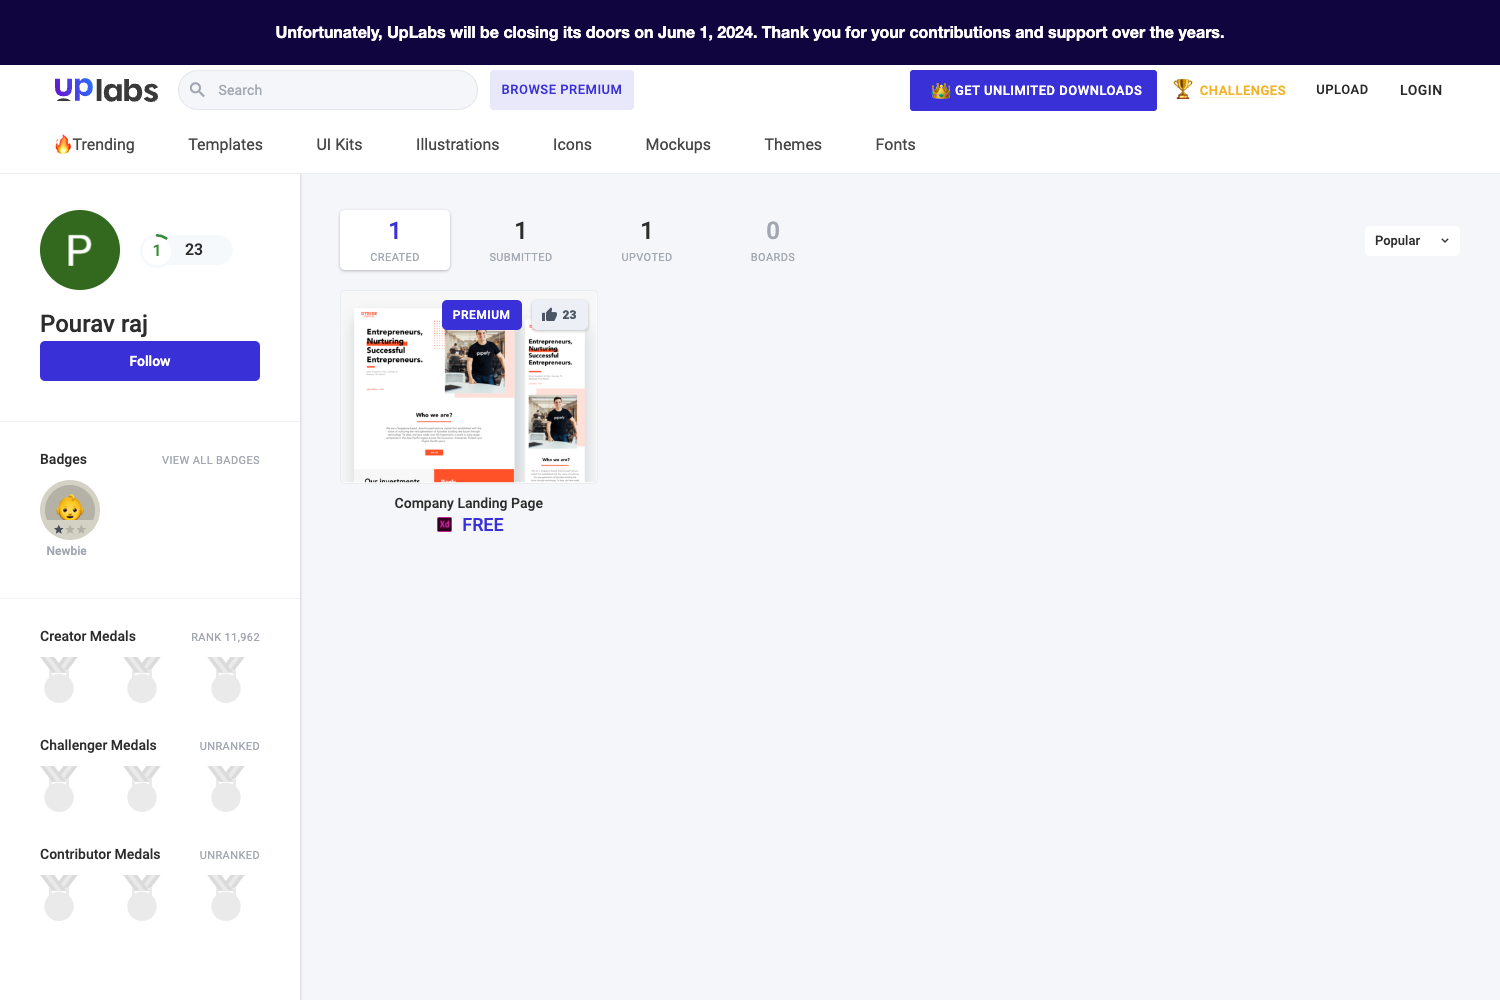 Unfortunately, UpLabs will be closing its doors on June 1, 2024. Thank you for your contributions and support over the years.
uplabs
Search
BROWSE PREMIUM
GET UNLIMITED DOWNLOADS
CHALLENGES
UPLOAD
LOGIN
Trending
Templates
UI Kits
Illustrations
Icons
Mockups
Themes
Fonts
P
1
23
Pourav raj
Follow
Badges
VIEW ALL BADGES
Newbie
Creator Medals
RANK 11,962
Challenger Medals
UNRANKED
Contributor Medals
UNRANKED
1
CREATED
1
SUBMITTED
1
UPVOTED
0
BOARDS
Popular
PREMIUM
23
Entrepreneurs,
Nurturing
Successful
Entrepreneurs.
Who we are?
Our investments
Entrepreneurs,
Nurturing
Successful
Entrepreneurs.
Who we are?
Company Landing Page
Xd
FREE